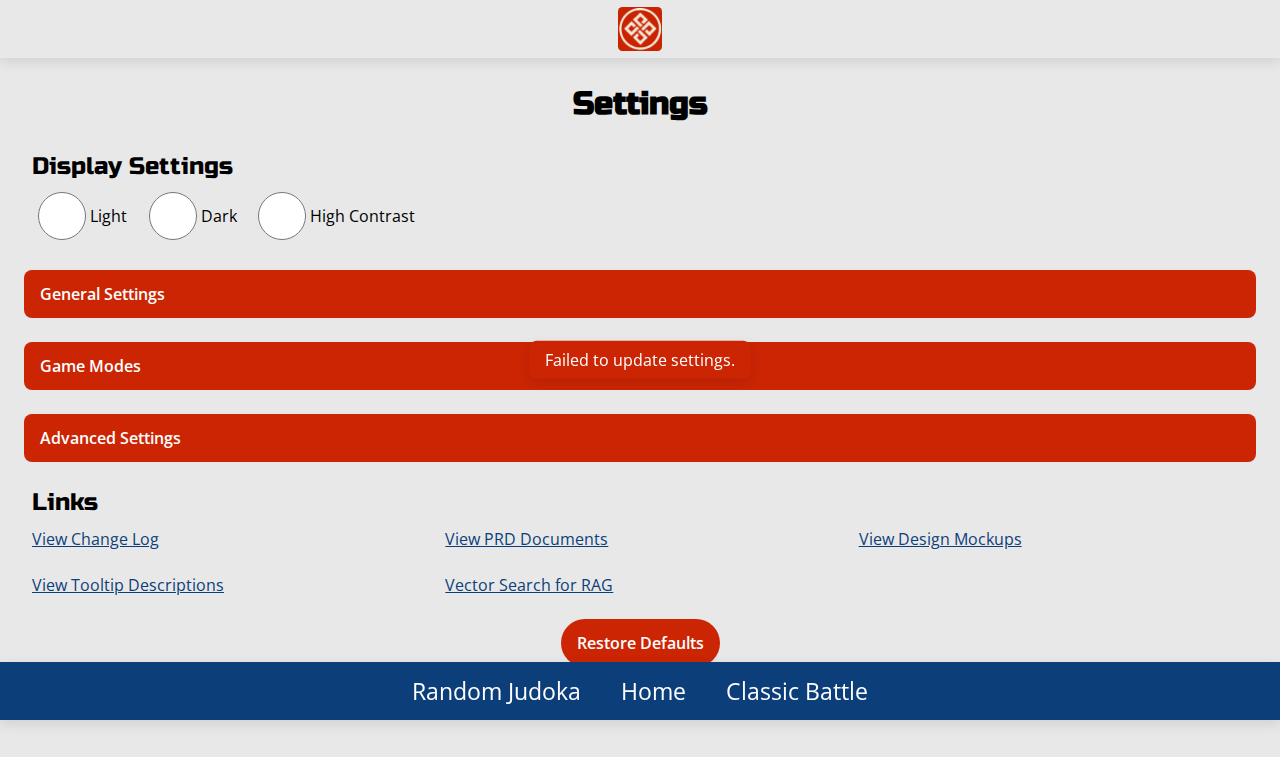 Settings
Display Settings
Light Dark High Contrast
General Settings
Game Modes
Failed to update settings.
Advanced Settings
Links
View Change Log View PRD Documents View Design Mockups
View Tooltip Descriptions Vector Search for RAG
Restore Defaults
Random Judoka Home Classic Battle